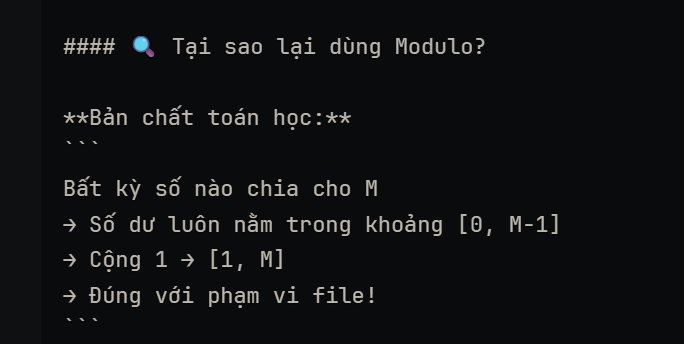 #### 🔍 Tại sao lại dùng Modulo?
**Bản chất toán học:**
```
Bất kỳ số nào chia cho M
→ Số dư luôn nằm trong khoảng [0, M-1]
→ Cộng 1 → [1, M]
→ Đúng với phạm vi file!
```